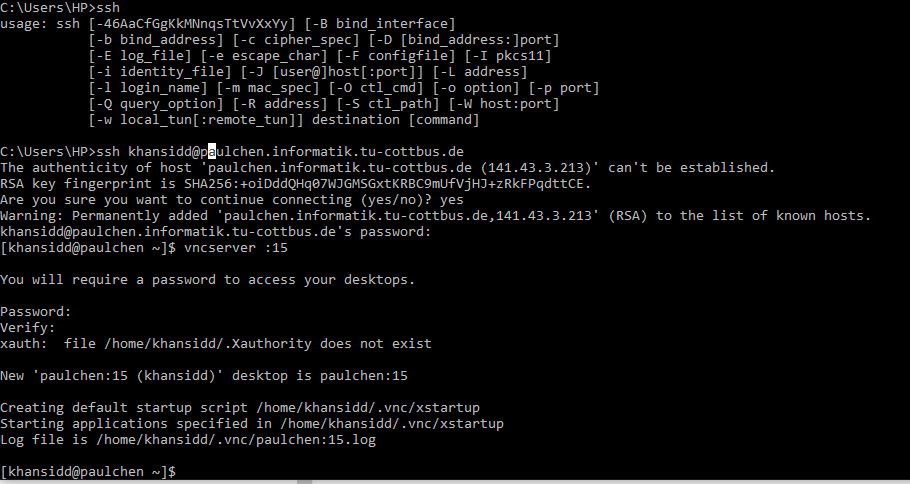 C:\Users\HP>ssh
usage: ssh [-46AaCfGgKkMNnqsTtVvXxYy] [-B bind_interface]
[-b bind_address] [-c cipher_spec] [-D [bind_address:]port]
[-E log_file] [-e escape_char] [-F configfile] [-I pkcs11]
[-i identity_file] [-J [user@]host[:port]] [-L address]
[-l login_name] [-m mac_spec] [-O ctl_cmd] [-o option] [-p port]
[-Q query_option] [-R address] [-S ctl_path] [-W host:port]
[-w local_tun[:remote_tun]] destination [command]
C:\Users\HP>ssh khansidd@paulchen.informatik.tu-cottbus.de
The authenticity of host 'paulchen.informatik.tu-cottbus.de (141.43.3.213)' can't be established.
RSA key fingerprint is SHA256:+oiDddQHq07WJGMSGxtKRBC9mUfVjHJ+zRkFPqdttCE.
Are you sure you want to continue connecting (yes/no)? yes
Warning: Permanently added 'paulchen.informatik.tu-cottbus.de,141.43.3.213' (RSA) to the list of known hosts.
khansidd@paulchen.informatik.tu-cottbus.de's password:
[khansidd@paulchen ~]$ vncserver :15
You will require a password to access your desktops.
Password:
Verify:
xauth:  file /home/khansidd/.Xauthority does not exist
New 'paulchen:15 (khansidd)' desktop is paulchen:15
Creating default startup script /home/khansidd/.vnc/xstartup
Starting applications specified in /home/khansidd/.vnc/xstartup
Log file is /home/khansidd/.vnc/paulchen:15.log
[khansidd@paulchen ~]$